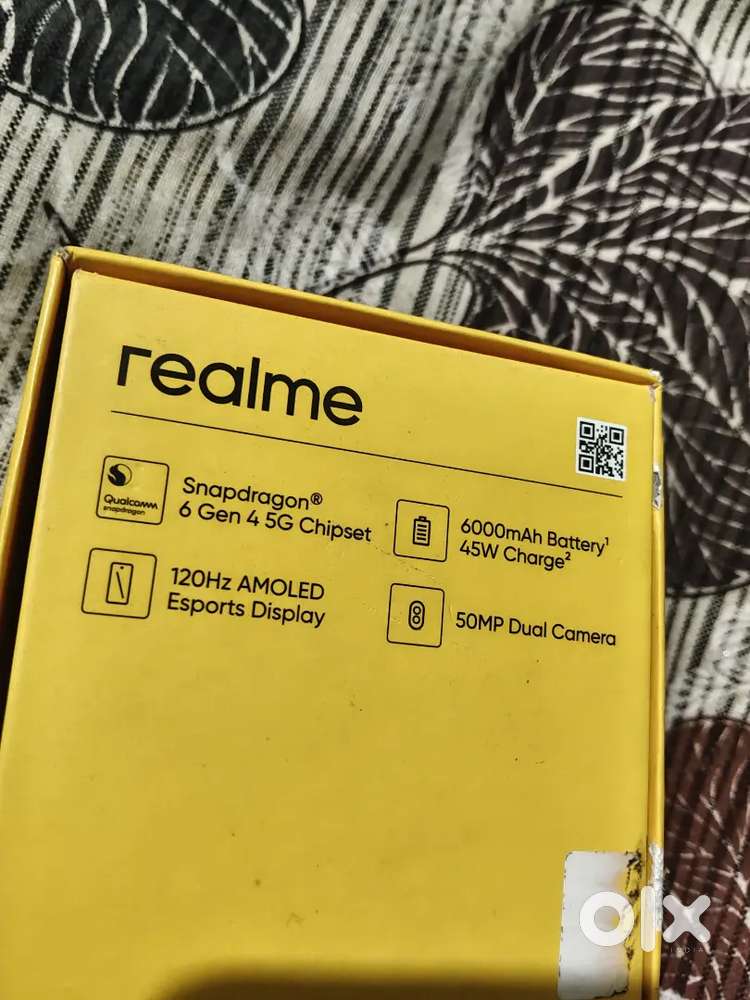 realme
Qualcomm
snapdragon
Snapdragon®
6 Gen 4 5G Chipset
6000mAh Battery¹
45W Charge²
120Hz AMOLED
Esports Display
50MP Dual Camera
olx
INDIA